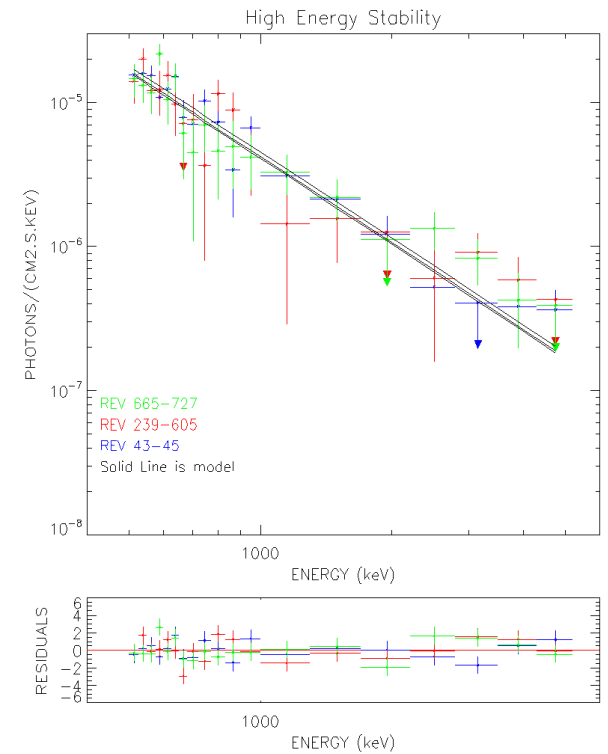 High Energy Stability
10⁻⁵
10⁻⁶
10⁻⁷
10⁻⁸
PHOTONS/(CM2.S.KEV)
REV 665-727
REV 239-605
REV 43-45
Solid Line is model
1000
ENERGY (keV)
6
4
2
0
-2
-4
-6
RESIDUALS
1000
ENERGY (keV)